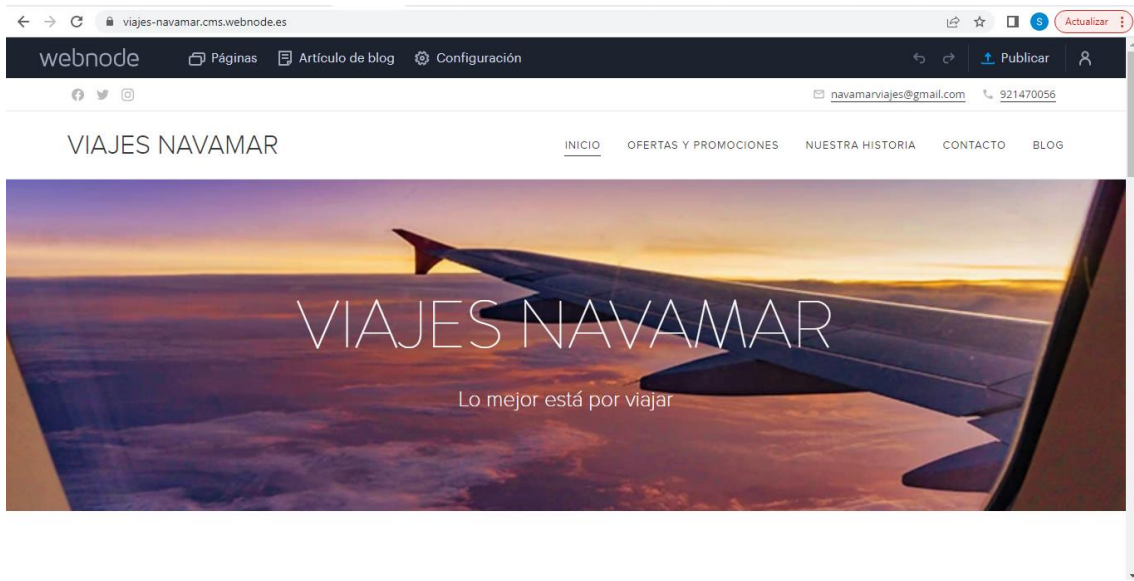 viajes-navamar.cms.webnode.es
S
Actualizar
webnode
Páginas
Artículo de blog
Configuración
Publicar
navamarviajes@gmail.com
921470056
VIAJES NAVAMAR
INICIO
OFERTAS Y PROMOCIONES
NUESTRA HISTORIA
CONTACTO
BLOG
VIAJES NAVAMAR
Lo mejor está por viajar